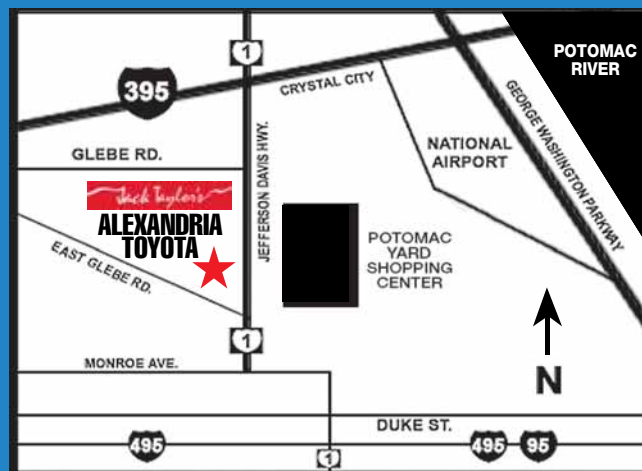 1
POTOMAC
RIVER
395
CRYSTAL CITY
GEORGE WASHINGTON PARKWAY
GLEBE RD.
JEFFERSON DAVIS HWY.
NATIONAL
AIRPORT
Jack Taylor's
ALEXANDRIA
TOYOTA
EAST GLEBE RD.
POTOMAC
YARD
SHOPPING
CENTER
1
MONROE AVE.
N
DUKE ST.
495
1
495
95